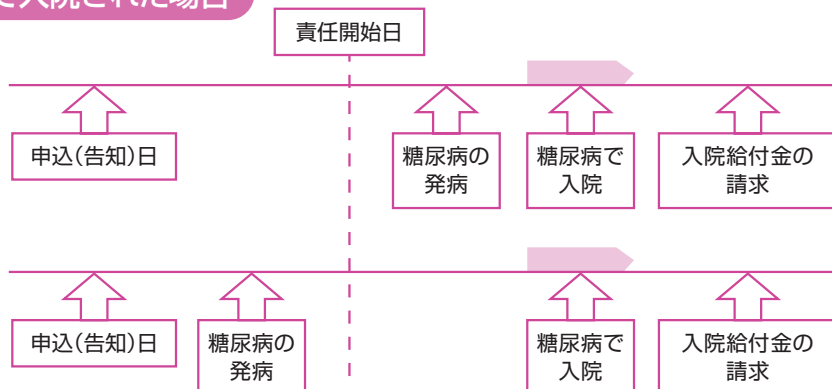 で入院された場合
責任開始日
申込(告知)日
糖尿病の
発病
糖尿病で
入院
入院給付金の
請求
申込(告知)日
糖尿病の
発病
糖尿病で
入院
入院給付金の
請求